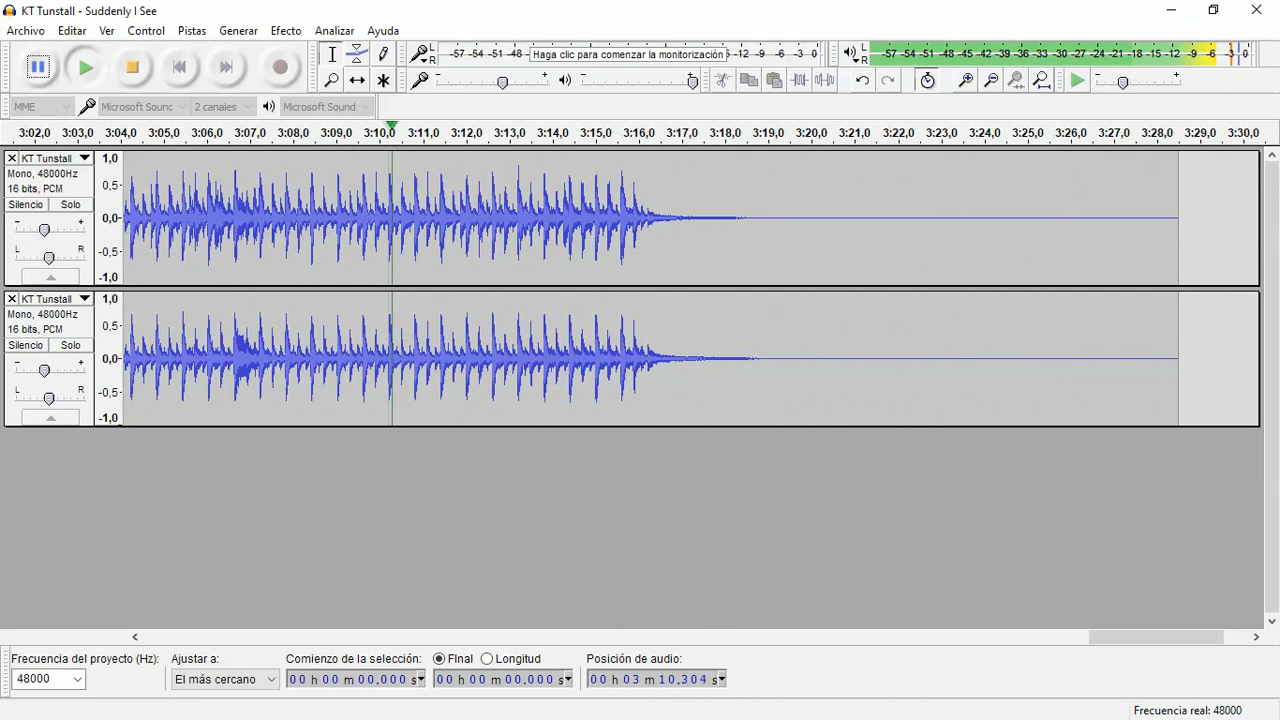 KT Tunstall - Suddenly I See
Archivo Editar Ver Control Pistas Generar Efecto Analizar Ayuda
L R -57 -54 -51 -48 Haga clic para comenzar la monitorización -12 -9 -6 -3 0
L R -57 -54 -51 -48 -45 -42 -39 -36 -33 -30 -27 -24 -21 -18 -15 -12 -9 -6 -3 0
MME Microsoft Sounc 2 canales Microsoft Sound
3:02,0 3:03,0 3:04,0 3:05,0 3:06,0 3:07,0 3:08,0 3:09,0 3:10,0 3:11,0 3:12,0 3:13,0 3:14,0 3:15,0 3:16,0 3:17,0 3:18,0 3:19,0 3:20,0 3:21,0 3:22,0 3:23,0 3:24,0 3:25,0 3:26,0 3:27,0 3:28,0 3:29,0 3:30,0
KT Tunstall 1,0
Mono, 48000Hz
16 bits, PCM 0,5
Silencio Solo
- + 0,0
L R -0,5
-1,0
KT Tunstall 1,0
Mono, 48000Hz
16 bits, PCM 0,5
Silencio Solo
- + 0,0
L R -0,5
-1,0
Frecuencia del proyecto (Hz): Ajustar a: Comienzo de la selección: FInal Longitud Posición de audio:
48000 El más cercano 00 h 00 m 00.000 s 00 h 00 m 00.000 s 00 h 03 m 10.304 s
Frecuencia real: 48000